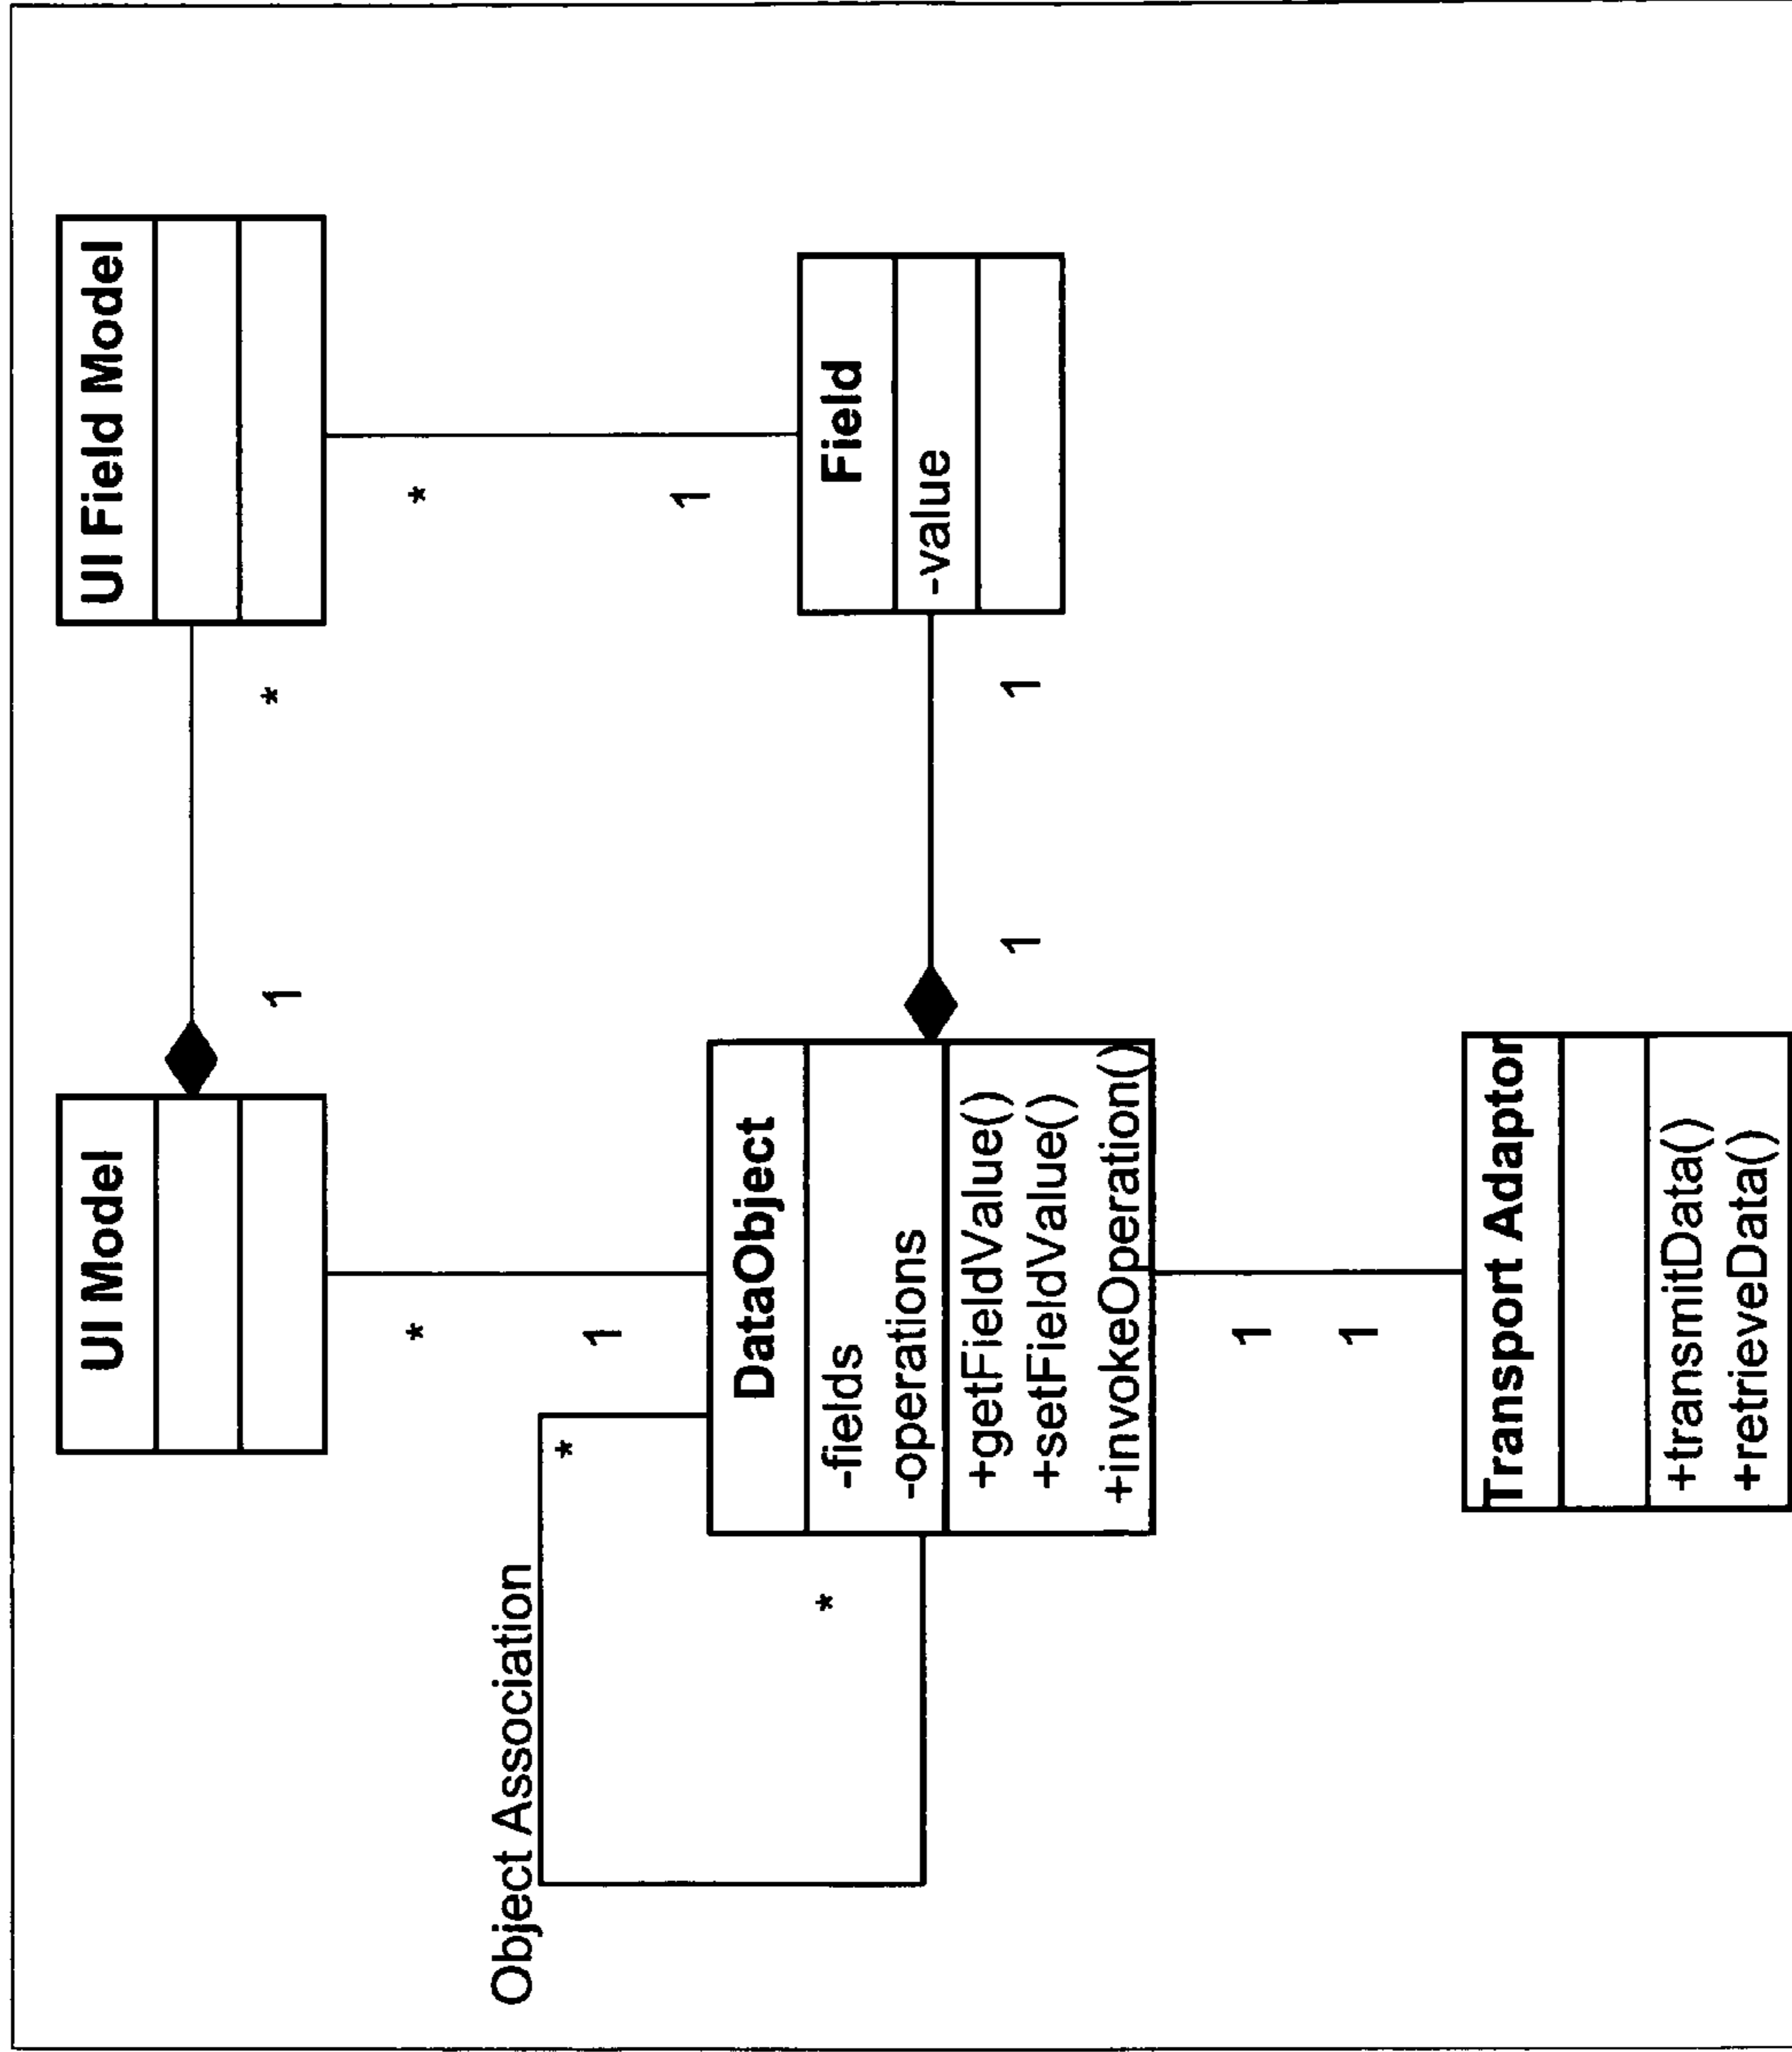 UI Model
UI Field Model
1
*
*
1
*
1
Object Association
*
*
DataObject
-fields
-operations
+getFieldValue()
+setFieldValue()
+invokeOperation()
1
1
Field
-value
1
1
Transport Adaptor
+transmitData()
+retrieveData()